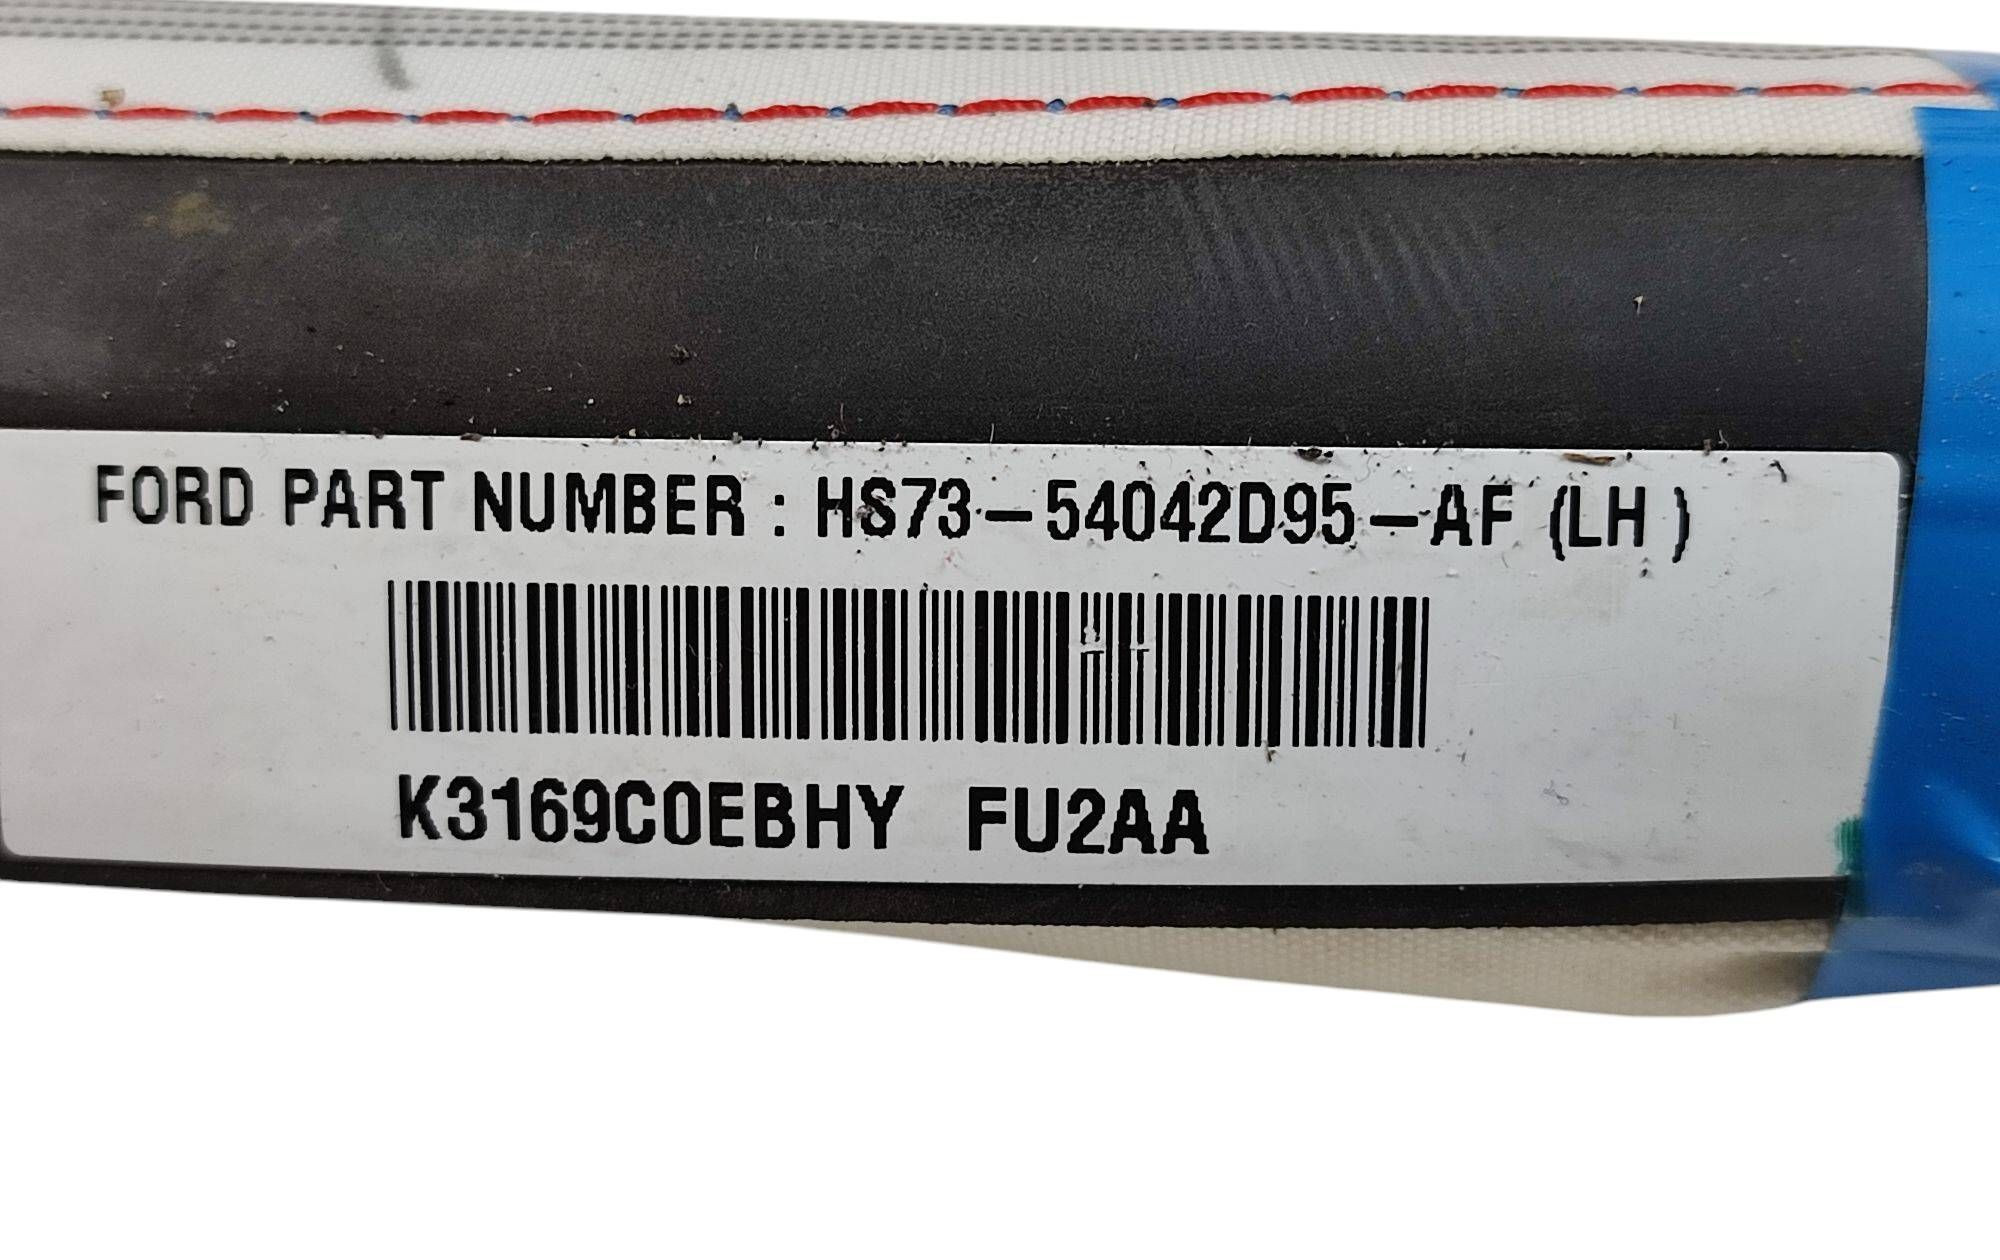 FORD PART NUMBER : HS73-54042D95-AF (LH )
K3169C0EBHY FU2AA